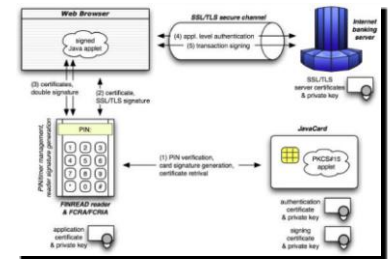 Web Browser
SSL/TLS secure channel
Internet
banking
server
signed
Java applet
(4) appl. level authentication
(5) transaction signing
(3) certificates,
double signature
(2) certificate,
SSL/TLS signature
SSL/TLS
server certificates
& private key
PIN/timer management,
reader signature generation
PIN:
1 2 3
4 5 6
7 8 9
* 0 #
(1) PIN verification,
card signature generation,
certificate retrival
JavaCard
PKCS#15
applet
FINREAD reader
& FCRA/FCRIA
authentication
certificate
& private key
application
certificate
& private key
signing
certificate
& private key